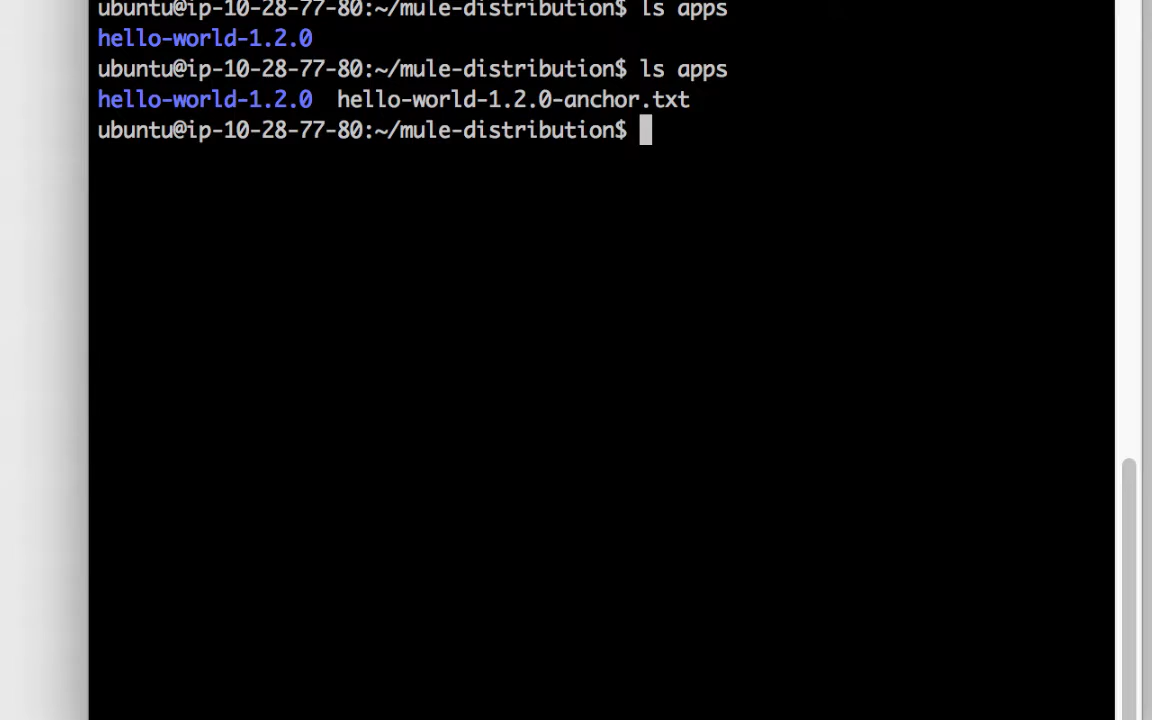 ubuntu@ip-10-28-77-80:~/mule-distribution$ ls apps
hello-world-1.2.0
ubuntu@ip-10-28-77-80:~/mule-distribution$ ls apps
hello-world-1.2.0  hello-world-1.2.0-anchor.txt
ubuntu@ip-10-28-77-80:~/mule-distribution$